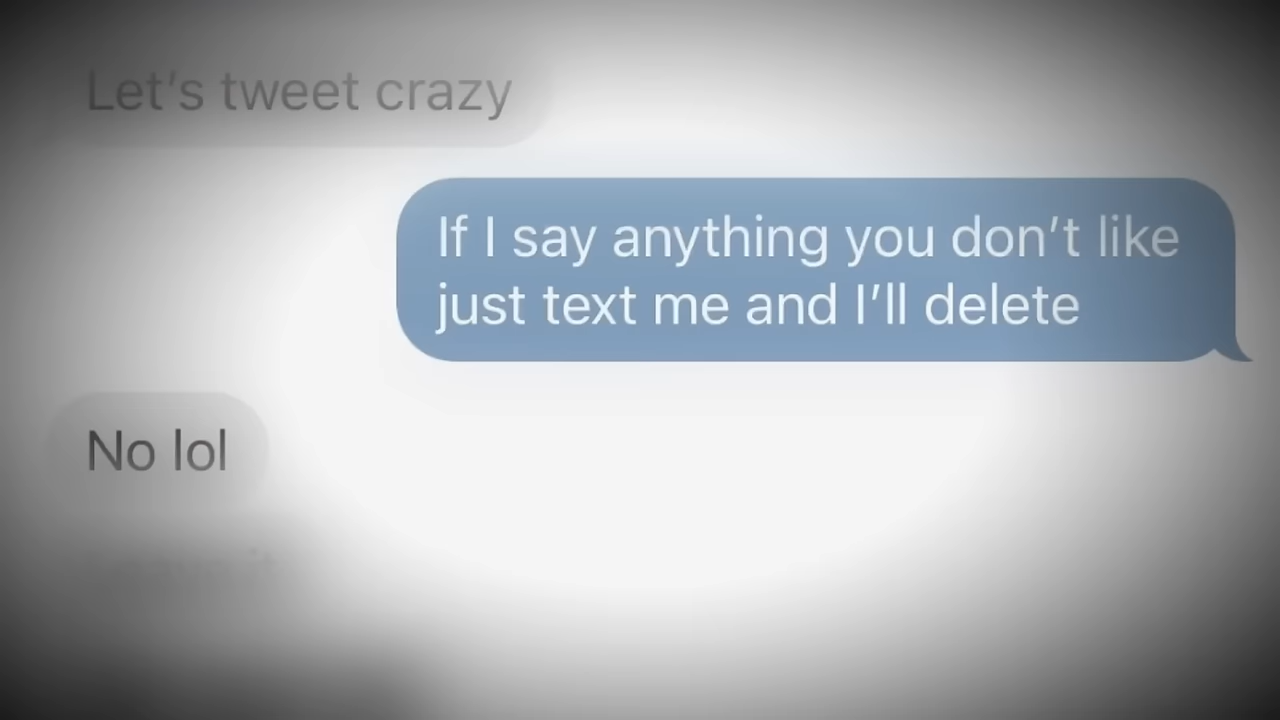 Let’s tweet crazy
If I say anything you don’t like
just text me and I’ll delete
No lol